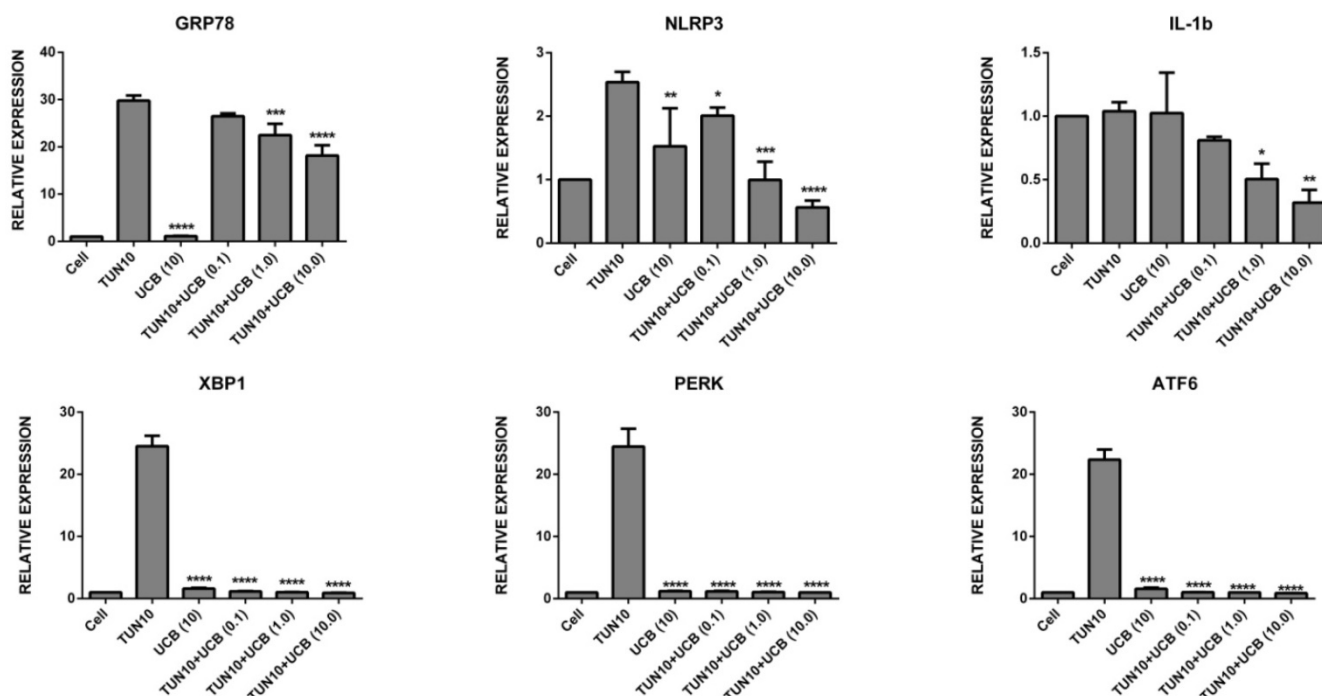 GRP78
RELATIVE EXPRESSION
40
30
20
10
0
***
****
****
Cell
TUN10
UCB (10)
TUN10+UCB (0.1)
TUN10+UCB (1.0)
TUN10+UCB (10.0)
NLRP3
RELATIVE EXPRESSION
3
2
1
0
**
*
***
****
Cell
TUN10
UCB (10)
TUN10+UCB (0.1)
TUN10+UCB (1.0)
TUN10+UCB (10.0)
IL-1b
RELATIVE EXPRESSION
1.5
1.0
0.5
0.0
*
**
Cell
TUN10
UCB (10)
TUN10+UCB (0.1)
TUN10+UCB (1.0)
TUN10+UCB (10.0)
XBP1
RELATIVE EXPRESSION
30
20
10
0
**** **** **** ****
Cell
TUN10
UCB (10)
TUN10+UCB (0.1)
TUN10+UCB (1.0)
TUN10+UCB (10.0)
PERK
RELATIVE EXPRESSION
30
20
10
0
**** **** **** ****
Cell
TUN10
UCB (10)
TUN10+UCB (0.1)
TUN10+UCB (1.0)
TUN10+UCB (10.0)
ATF6
RELATIVE EXPRESSION
30
20
10
0
**** **** **** ****
Cell
TUN10
UCB (10)
TUN10+UCB (0.1)
TUN10+UCB (1.0)
TUN10+UCB (10.0)